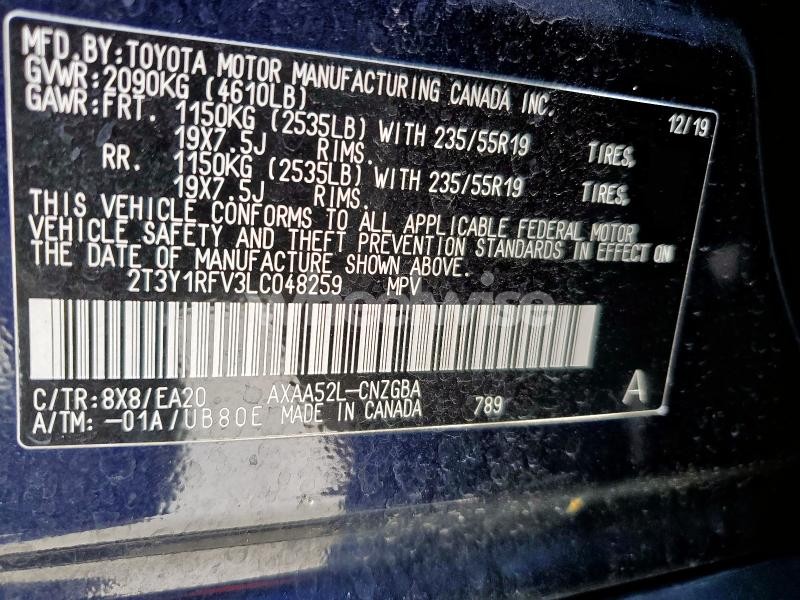 MFD.BY:TOYOTA MOTOR MANUFACTURING CANADA INC.
GVWR:2090KG (4610LB) 12/19
GAWR:FRT. 1150KG (2535LB) WITH 235/55R19 TIRES,
19X7.5J RIMS.
RR. 1150KG (2535LB) WITH 235/55R19 TIRES,
19X7.5J RIMS.
THIS VEHICLE CONFORMS TO ALL APPLICABLE FEDERAL MOTOR
VEHICLE SAFETY AND THEFT PREVENTION STANDARDS IN EFFECT ON
THE DATE OF MANUFACTURE SHOWN ABOVE.
2T3Y1RFV3LC048259 MPV
C/TR:8X8/EA20 AXAA52L-CNZGBA A
A/TM:-01A/UB80E MADE IN CANADA 789